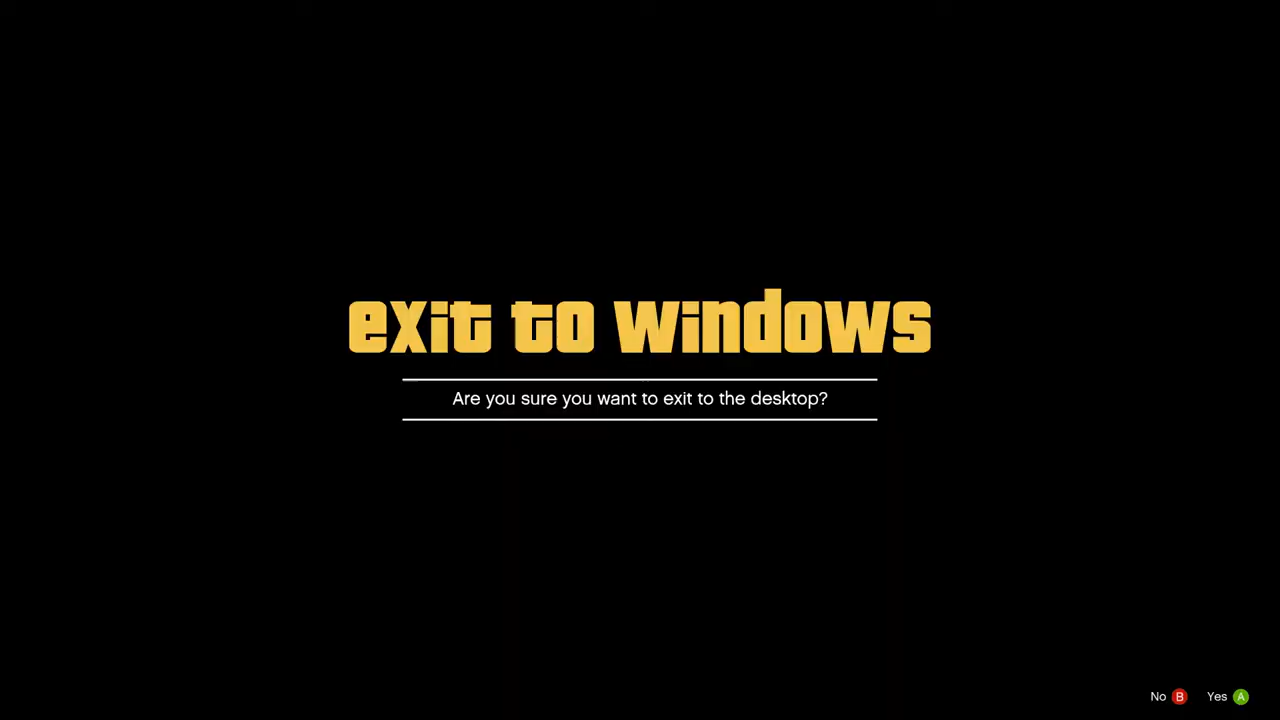 exit to windows
Are you sure you want to exit to the desktop?
No B Yes A